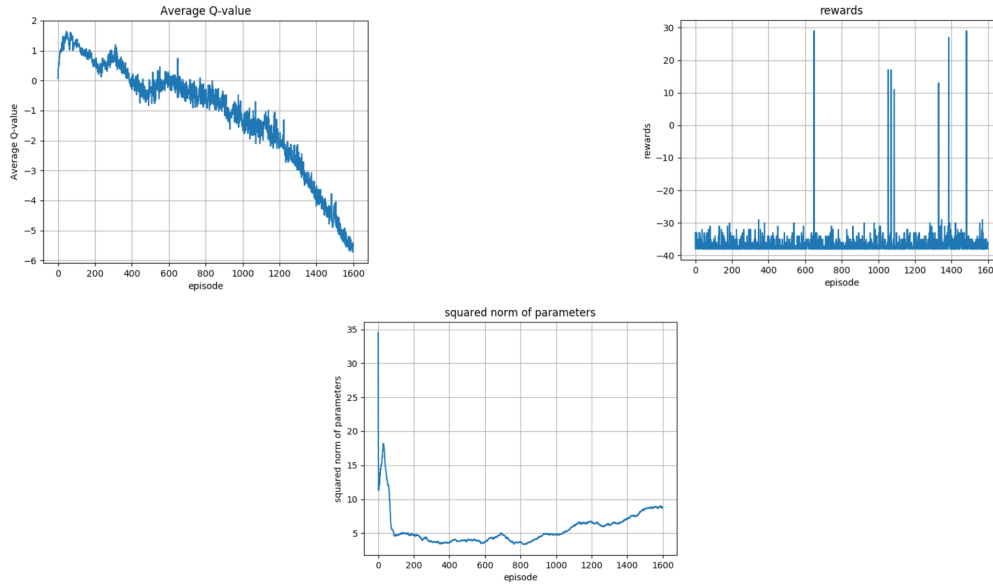 Average Q-value
2
1
0
−1
−2
−3
−4
−5
−6
Average Q-value
0 200 400 600 800 1000 1200 1400 1600
episode
rewards
30
20
10
0
−10
−20
−30
−40
rewards
0 200 400 600 800 1000 1200 1400 1600
episode
squared norm of parameters
35
30
25
20
15
10
5
squared norm of parameters
0 200 400 600 800 1000 1200 1400 1600
episode